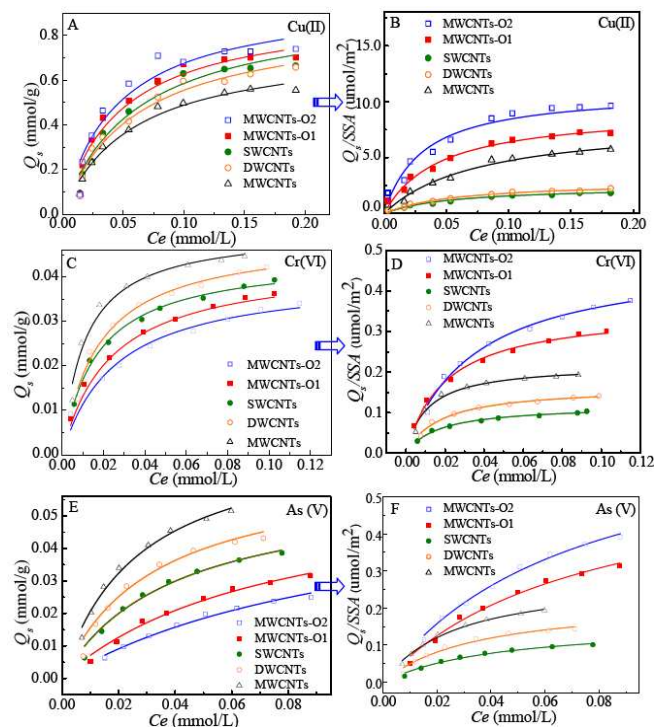 A
Cu(II)
0.8
0.6
0.4
0.2
0.0
Qs (mmol/g)
MWCNTs-O2
MWCNTs-O1
SWCNTs
DWCNTs
MWCNTs
0.00 0.05 0.10 0.15 0.20
Ce (mmol/L)
B
Cu(II)
15.0
10.0
5.0
2.5
0.0
Qs/SSA (umol/m²)
MWCNTs-O2
MWCNTs-O1
SWCNTs
DWCNTs
MWCNTs
0.00 0.05 0.10 0.15 0.20
Ce (mmol/L)
C
Cr(VI)
0.04
0.03
0.02
0.01
0.00
Qs (mmol/g)
MWCNTs-O2
MWCNTs-O1
SWCNTs
DWCNTs
MWCNTs
0.00 0.02 0.04 0.06 0.08 0.10 0.12
Ce (mmol/L)
D
Cr(VI)
0.5
0.4
0.3
0.2
0.1
0.0
Qs/SSA (umol/m²)
MWCNTs-O2
MWCNTs-O1
SWCNTs
DWCNTs
MWCNTs
0.00 0.02 0.04 0.06 0.08 0.10 0.12
Ce (mmol/L)
E
As (V)
0.05
0.04
0.03
0.02
0.01
0.00
Qs (mmol/g)
MWCNTs-O2
MWCNTs-O1
SWCNTs
DWCNTs
MWCNTs
0.00 0.02 0.04 0.06 0.08
Ce (mmol/L)
F
As (V)
0.5
0.4
0.3
0.2
0.1
0.0
Qs/SSA (umol/m²)
MWCNTs-O2
MWCNTs-O1
SWCNTs
DWCNTs
MWCNTs
0.00 0.02 0.04 0.06 0.08
Ce (mmol/L)